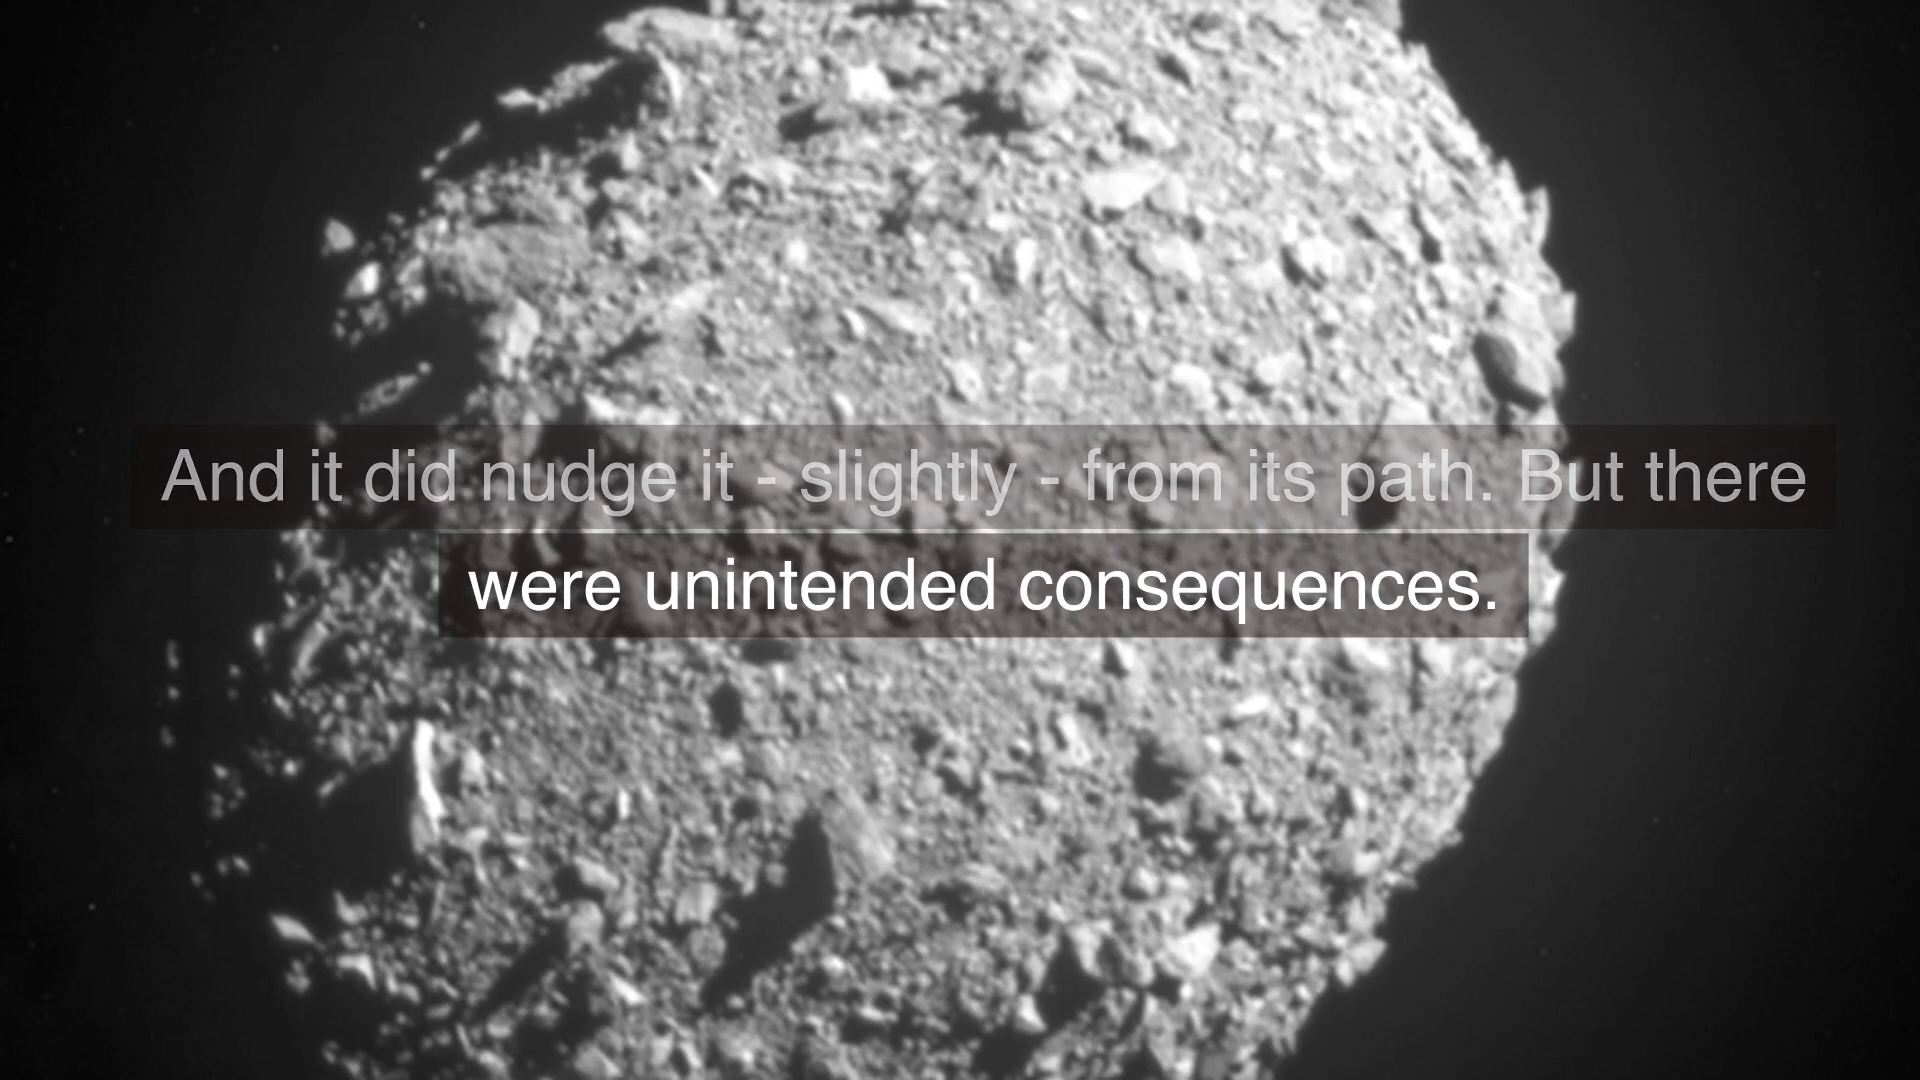 And it did nudge it - slightly - from its path. But there
were unintended consequences.